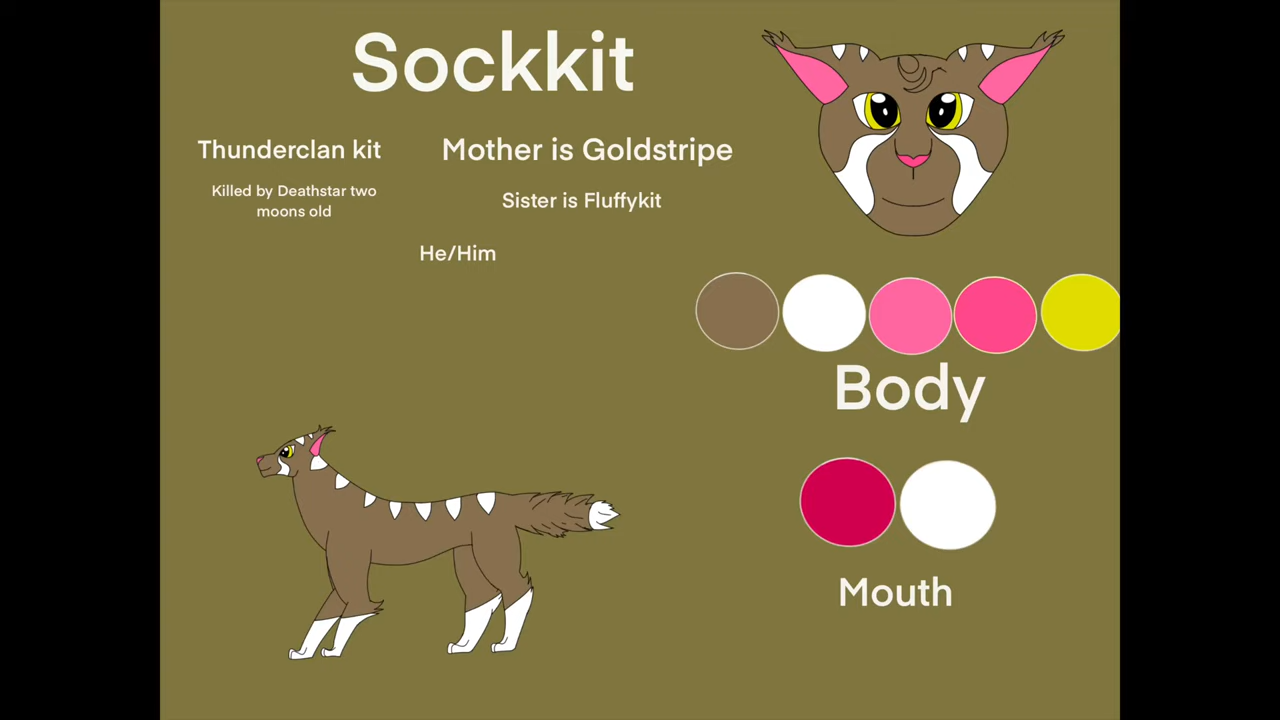 Sockkit
Thunderclan kit
Mother is Goldstripe
Killed by Deathstar two
moons old
Sister is Fluffykit
He/Him
Body
Mouth